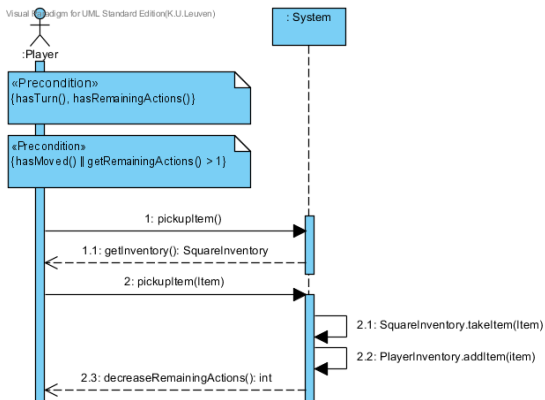 Visual Paradigm for UML Standard Edition(K.U.Leuven)
: System
:Player
«Precondition»
{hasTurn(), hasRemainingActions()}
«Precondition»
{hasMoved() || getRemainingActions() > 1}
1: pickupItem()
1.1: getInventory(): SquareInventory
2: pickupItem(Item)
2.1: SquareInventory.takeItem(Item)
2.2: PlayerInventory.addItem(item)
2.3: decreaseRemainingActions(): int